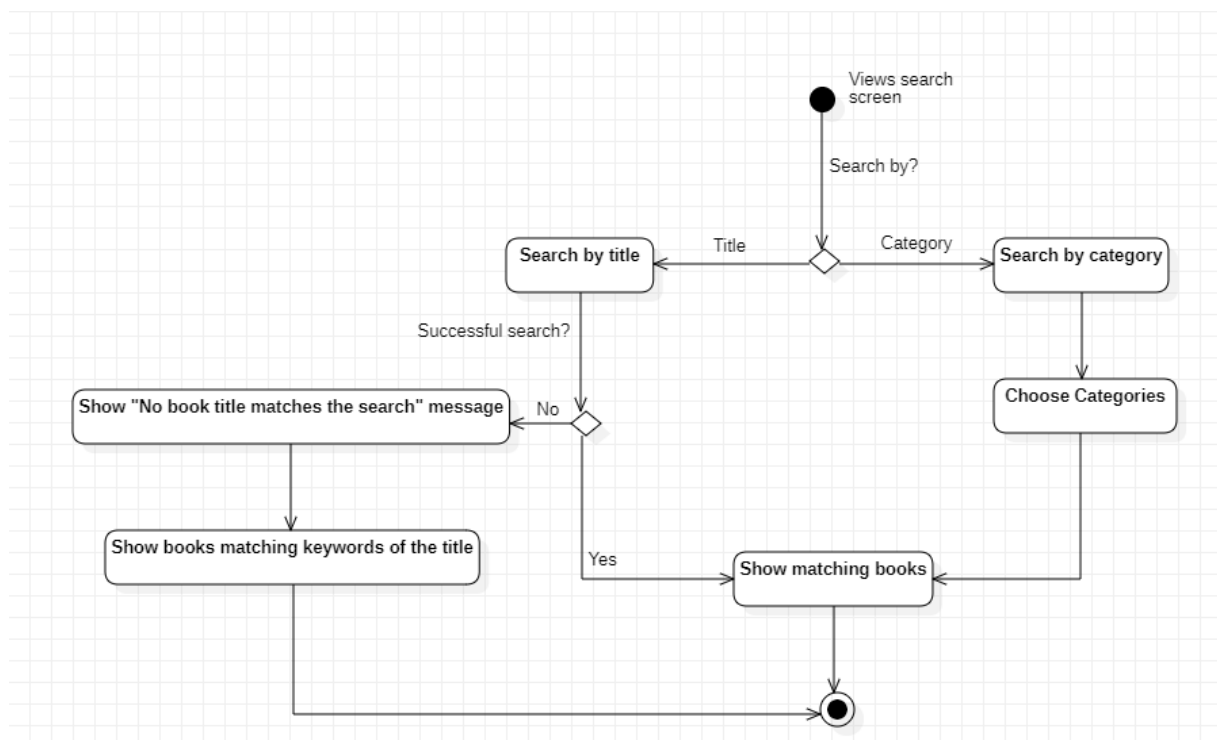 Views search
screen
Search by?
Title
Category
Search by title
Search by category
Successful search?
Choose Categories
Show "No book title matches the search" message
No
Show books matching keywords of the title
Yes
Show matching books